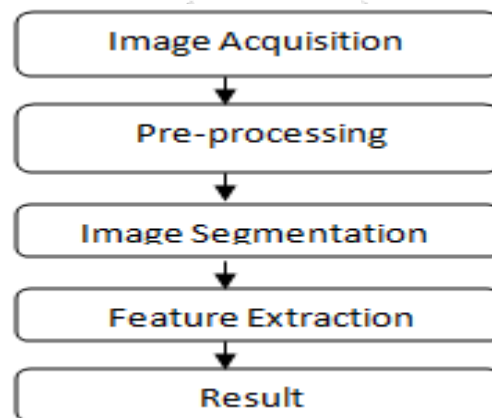 Image Acquisition
Pre-processing
Image Segmentation
Feature Extraction
Result